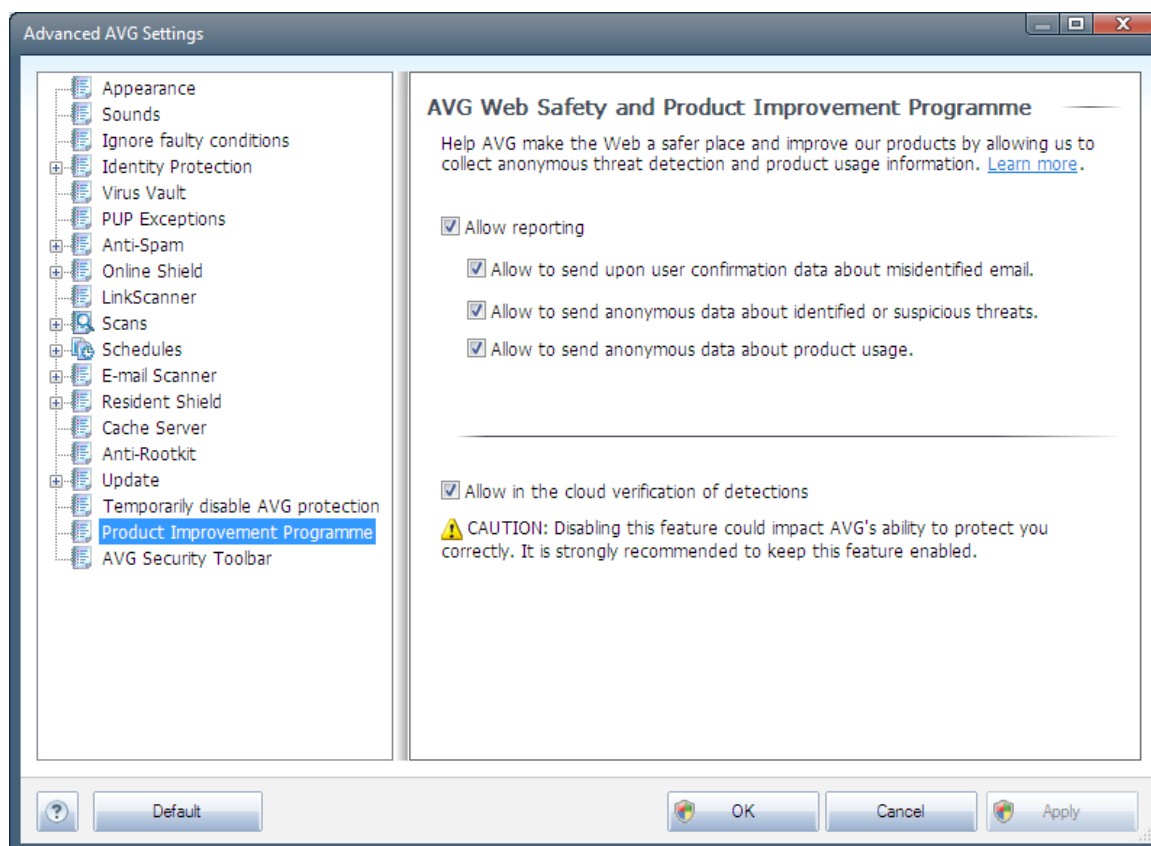 Advanced AVG Settings
Appearance
Sounds
Ignore faulty conditions
Identity Protection
Virus Vault
PUP Exceptions
Anti-Spam
Online Shield
LinkScanner
Scans
Schedules
E-mail Scanner
Resident Shield
Cache Server
Anti-Rootkit
Update
Temporarily disable AVG protection
Product Improvement Programme
AVG Security Toolbar
AVG Web Safety and Product Improvement Programme
Help AVG make the Web a safer place and improve our products by allowing us to
collect anonymous threat detection and product usage information. Learn more.
Allow reporting
Allow to send upon user confirmation data about misidentified email.
Allow to send anonymous data about identified or suspicious threats.
Allow to send anonymous data about product usage.
Allow in the cloud verification of detections
CAUTION: Disabling this feature could impact AVG's ability to protect you
correctly. It is strongly recommended to keep this feature enabled.
? Default OK Cancel Apply